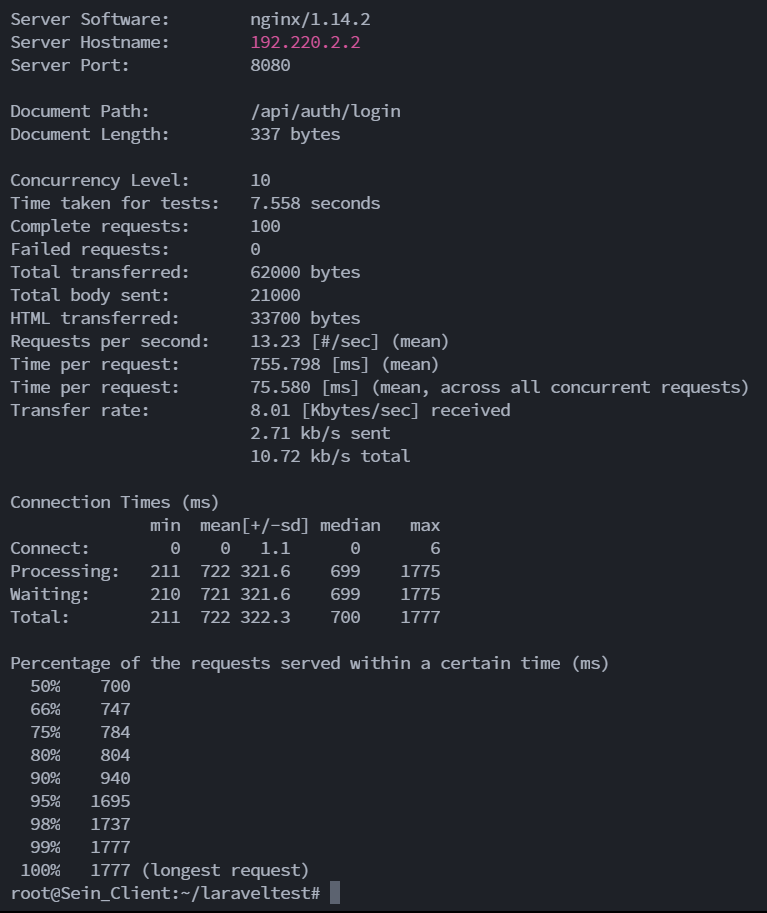 Server Software:        nginx/1.14.2
Server Hostname:        192.220.2.2
Server Port:            8080

Document Path:          /api/auth/login
Document Length:        337 bytes

Concurrency Level:      10
Time taken for tests:   7.558 seconds
Complete requests:      100
Failed requests:        0
Total transferred:      62000 bytes
Total body sent:        21000
HTML transferred:       33700 bytes
Requests per second:    13.23 [#/sec] (mean)
Time per request:       755.798 [ms] (mean)
Time per request:       75.580 [ms] (mean, across all concurrent requests)
Transfer rate:          8.01 [Kbytes/sec] received
                        2.71 kb/s sent
                        10.72 kb/s total

Connection Times (ms)
              min  mean[+/-sd] median   max
Connect:        0    0   1.1      0       6
Processing:   211  722 321.6    699    1775
Waiting:      210  721 321.6    699    1775
Total:        211  722 322.3    700    1777

Percentage of the requests served within a certain time (ms)
  50%    700
  66%    747
  75%    784
  80%    804
  90%    940
  95%   1695
  98%   1737
  99%   1777
 100%   1777 (longest request)
root@Sein_Client:~/laraveltest#